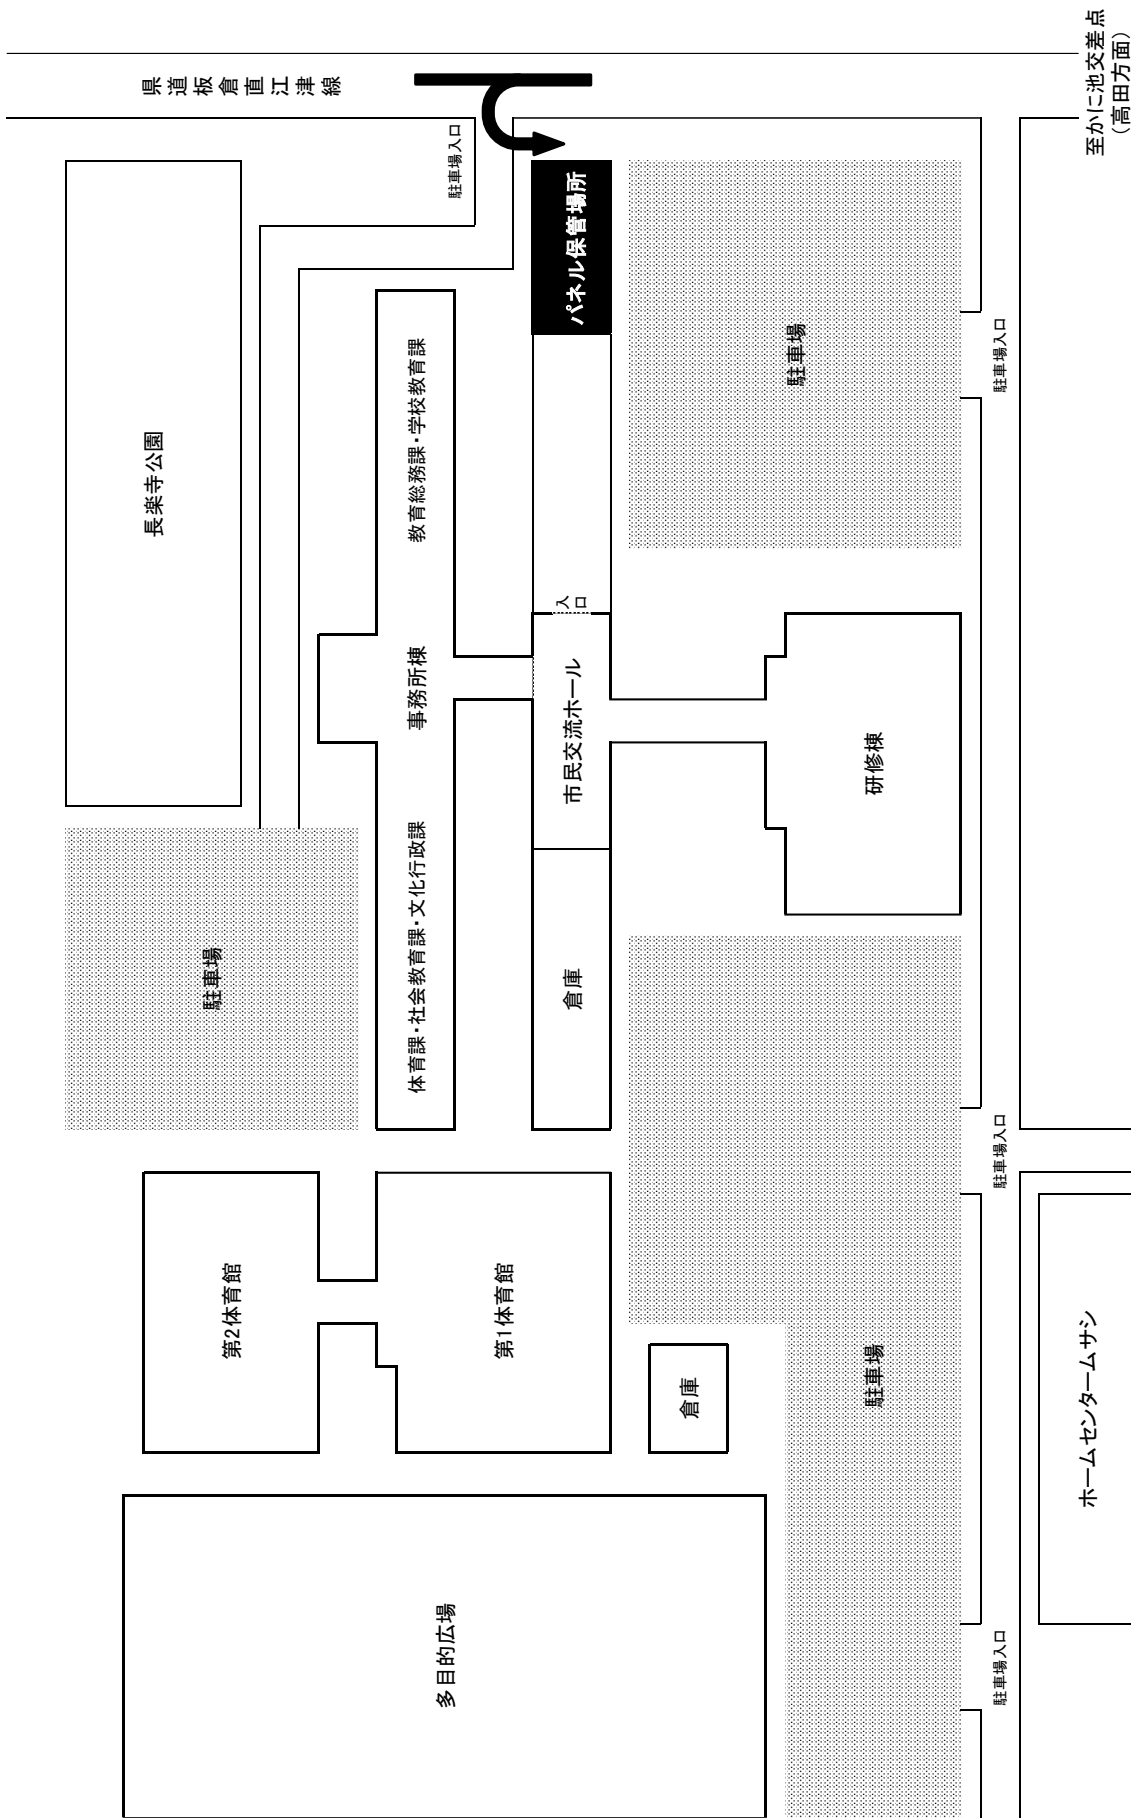 県道板倉直江津線
至かに池交差点
(高田方面)
駐車場入口
パネル保管場所
長楽寺公園
教育総務課・学校教育課
駐車場
駐車場入口
入口
事務所棟
市民交流ホール
研修棟
駐車場
体育課・社会教育課・文化行政課
倉庫
駐車場入口
第2体育館
第1体育館
倉庫
駐車場
ホームセンタームサシ
多目的広場
駐車場入口